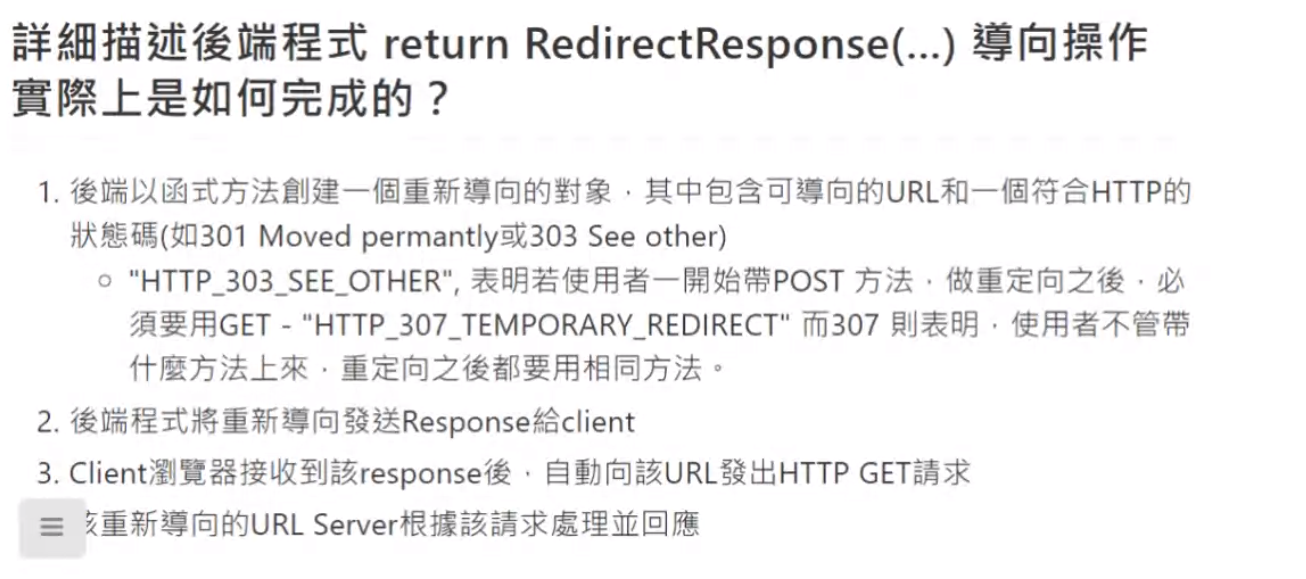 詳細描述後端程式 return RedirectResponse(...) 導向操作
實際上是如何完成的？
1. 後端以函式方法創建一個重新導向的對象，其中包含可導向的URL和一個符合HTTP的
狀態碼(如301 Moved permantly或303 See other)
○ "HTTP_303_SEE_OTHER", 表明若使用者一開始帶POST 方法，做重定向之後，必
須要用GET - "HTTP_307_TEMPORARY_REDIRECT" 而307 則表明，使用者不管帶
什麼方法上來，重定向之後都要用相同方法。
2. 後端程式將重新導向發送Response給client
3. Client瀏覽器接收到該response後，自動向該URL發出HTTP GET請求
重新導向的URL Server根據該請求處理並回應